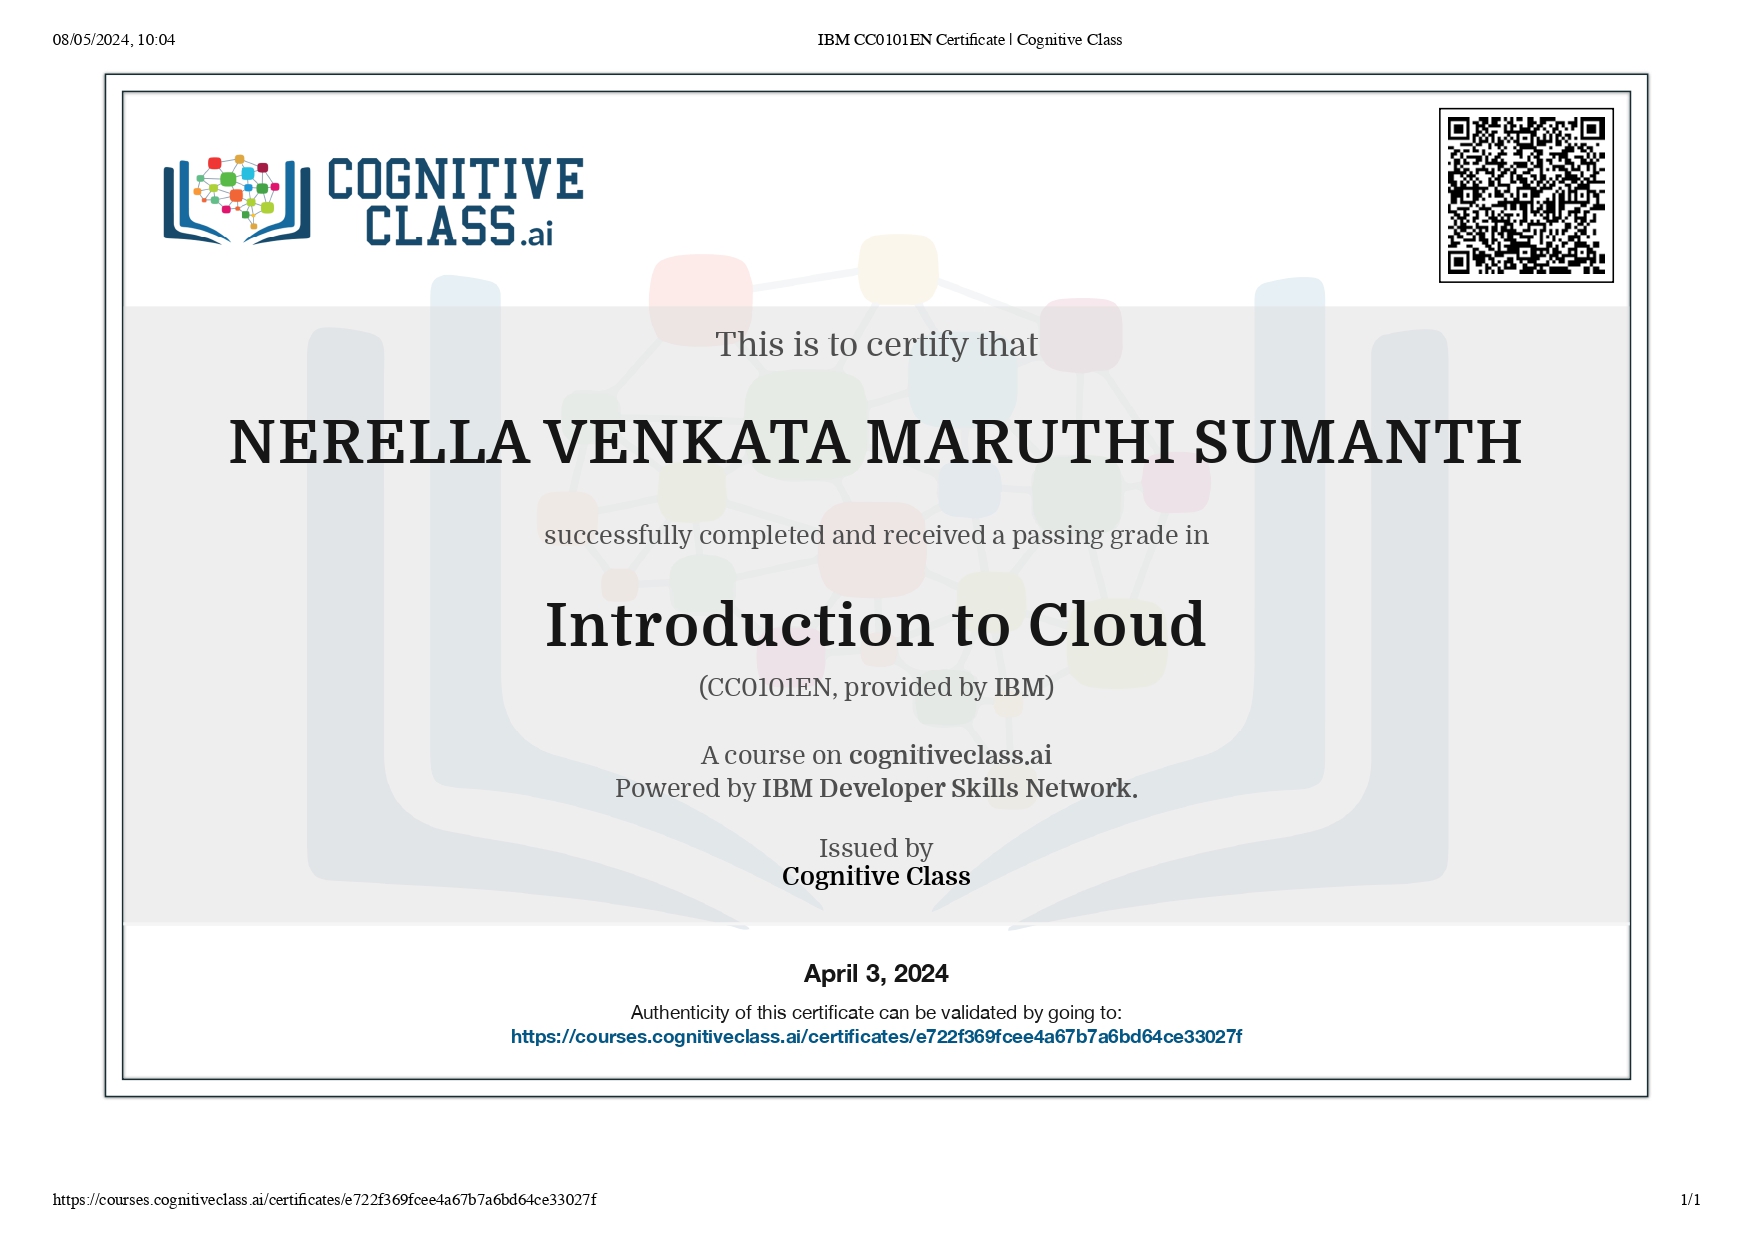 08/05/2024, 10:04
IBM CC0101EN Certificate | Cognitive Class
COGNITIVE
CLASS.ai
This is to certify that
NERELLA VENKATA MARUTHI SUMANTH
successfully completed and received a passing grade in
Introduction to Cloud
(CC0101EN, provided by IBM)
A course on cognitiveclass.ai
Powered by IBM Developer Skills Network.
Issued by
Cognitive Class
April 3, 2024
Authenticity of this certificate can be validated by going to:
https://courses.cognitiveclass.ai/certificates/e722f369fcee4a67b7a6bd64ce33027f
https://courses.cognitiveclass.ai/certificates/e722f369fcee4a67b7a6bd64ce33027f
1/1